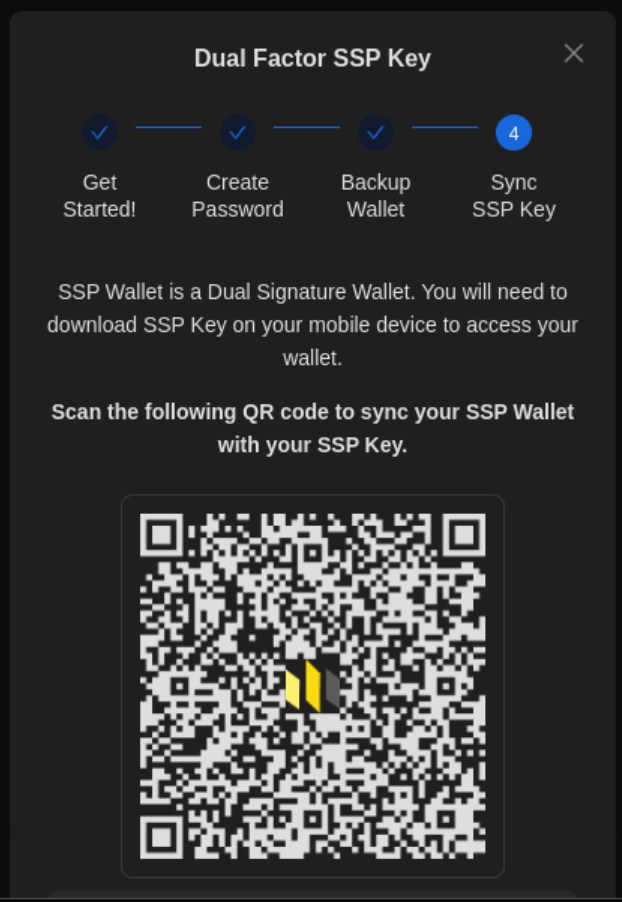 Dual Factor SSP Key
4
Get
Started!
Create
Password
Backup
Wallet
Sync
SSP Key
SSP Wallet is a Dual Signature Wallet. You will need to
download SSP Key on your mobile device to access your
wallet.
Scan the following QR code to sync your SSP Wallet
with your SSP Key.